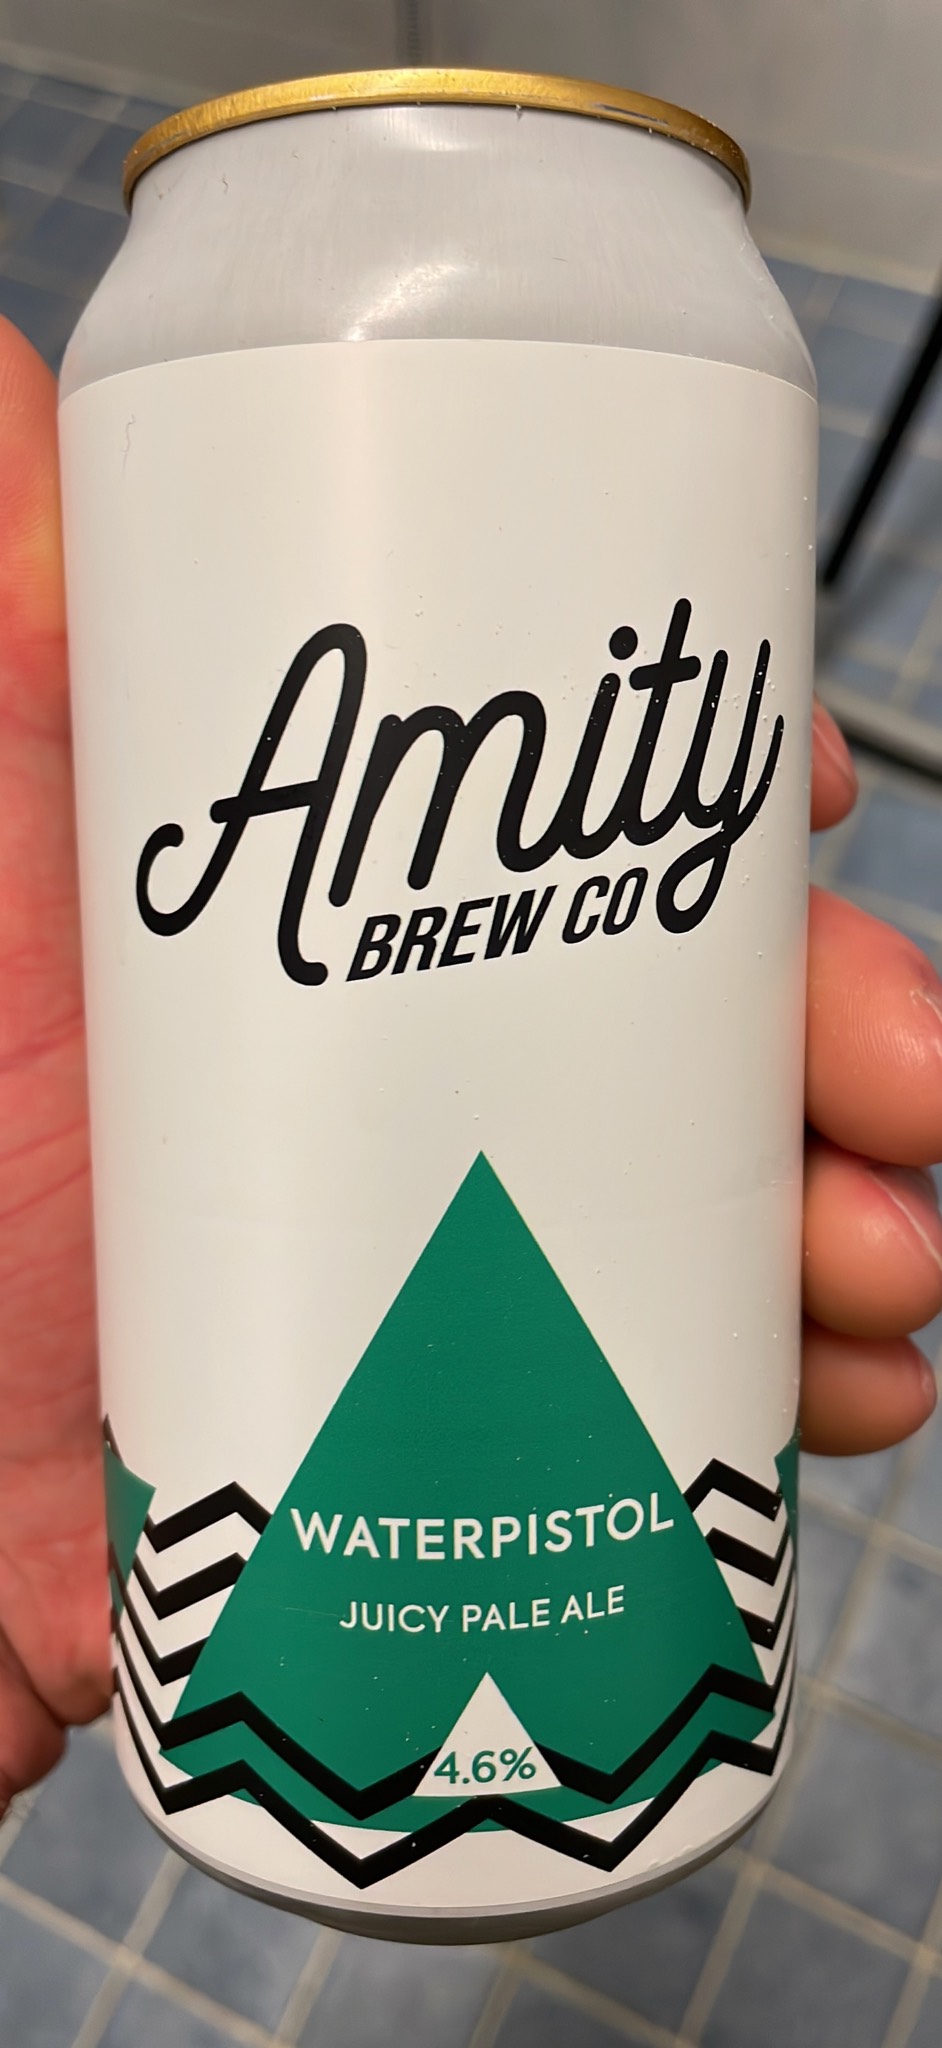 Amity
BREW CO
WATERPISTOL
JUICY PALE ALE
4.6%